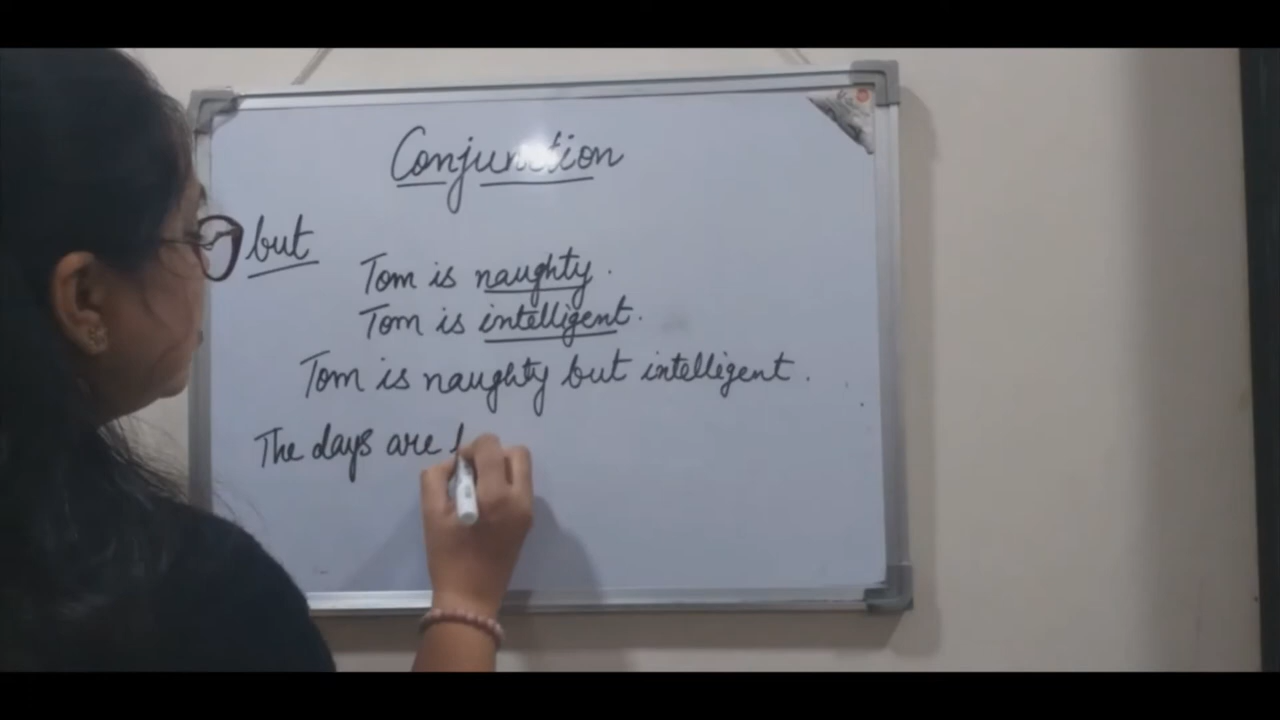 Conjunction
but
Tom is naughty.
Tom is intelligent.
Tom is naughty but intelligent.
The days are